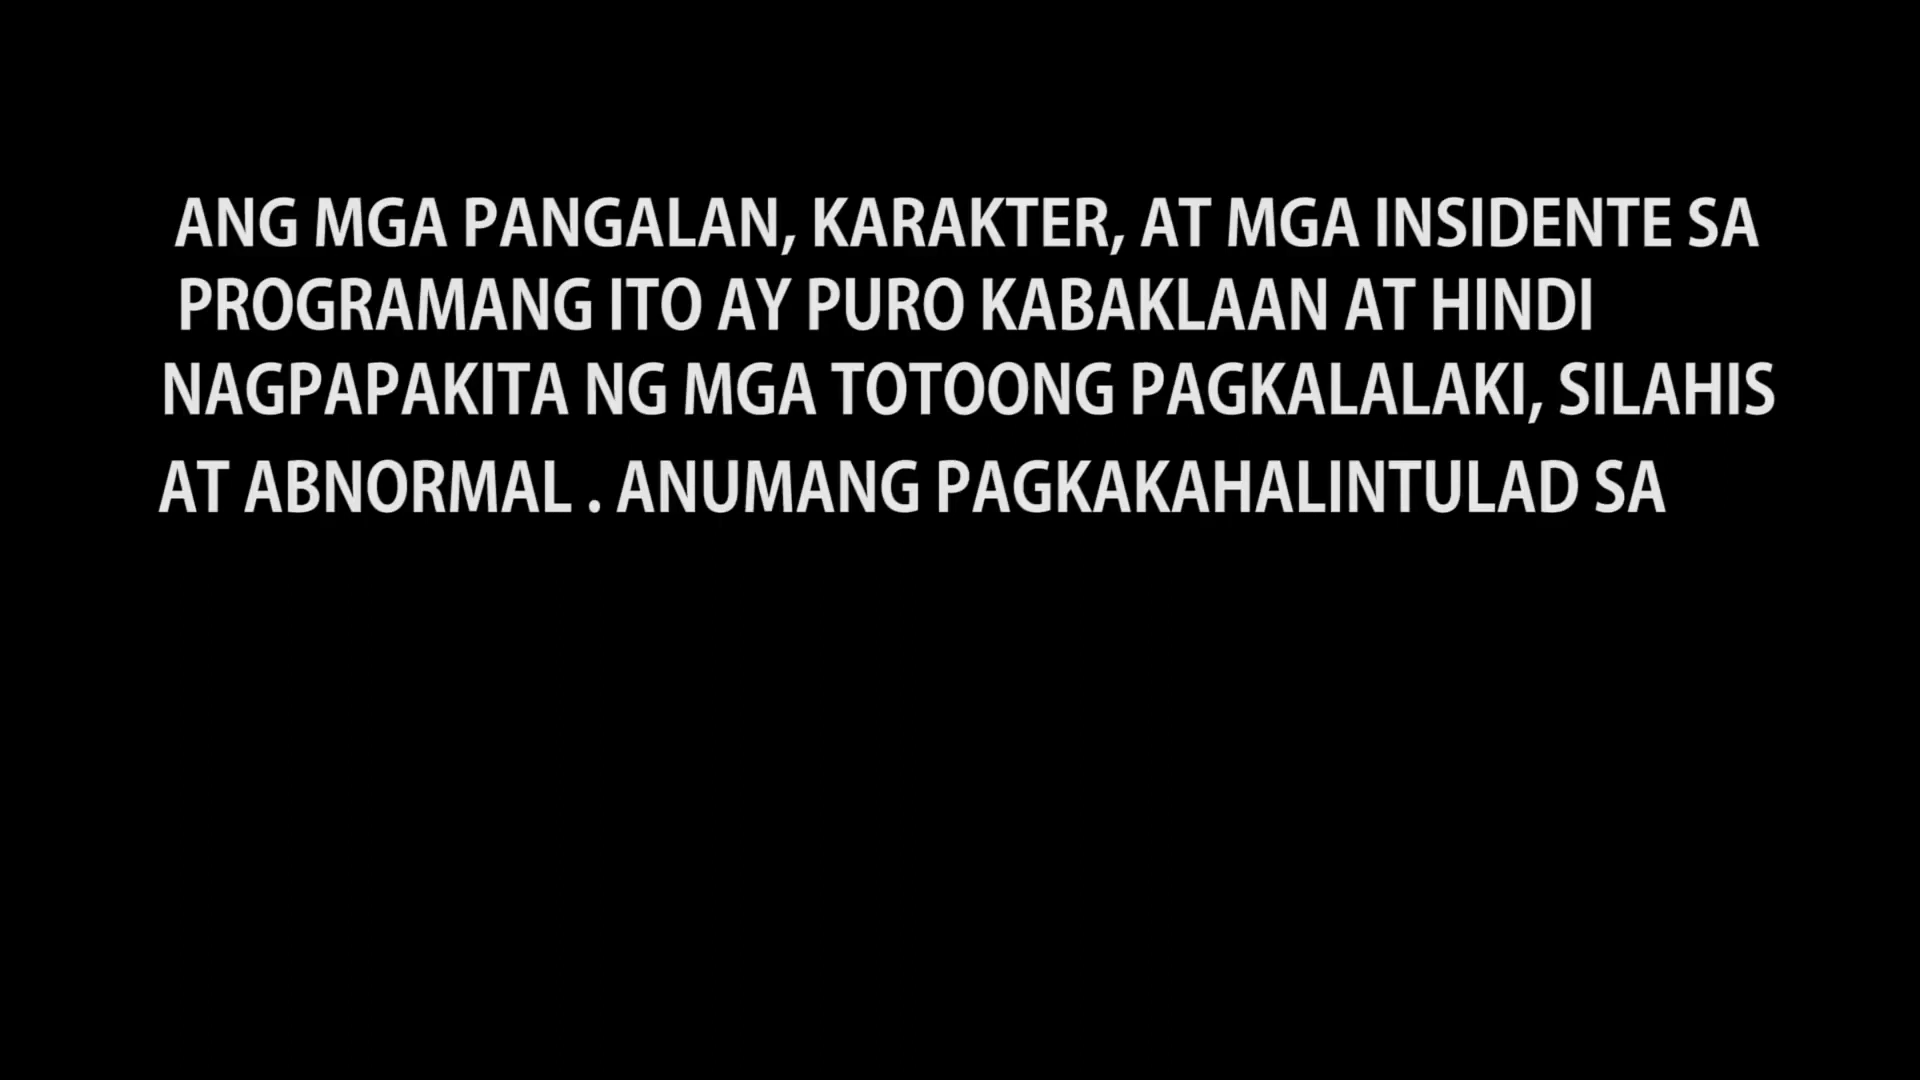 ANG MGA PANGALAN, KARAKTER, AT MGA INSIDENTE SA
PROGRAMANG ITO AY PURO KABAKLAAN AT HINDI
NAGPAPAKITA NG MGA TOTOONG PAGKALALAKI, SILAHIS
AT ABNORMAL . ANUMANG PAGKAKAHALINTULAD SA